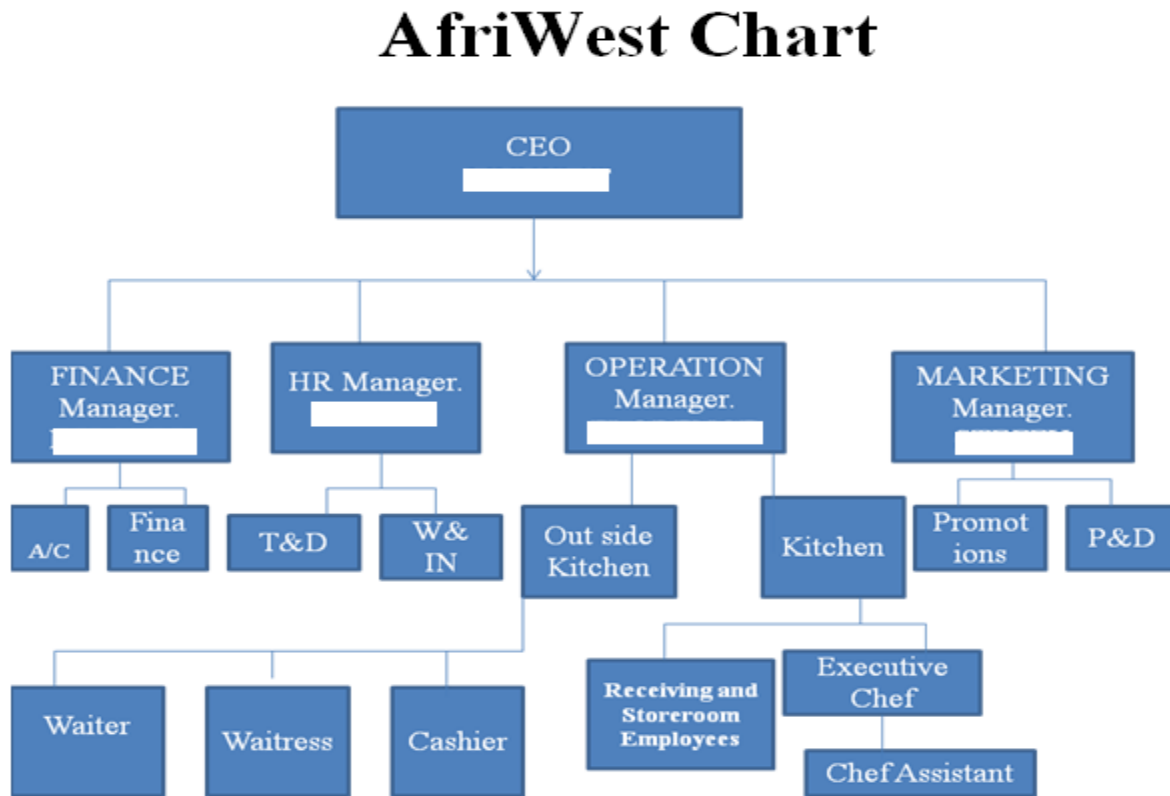 AfriWest Chart
CEO
FINANCE
Manager.
HR Manager.
OPERATION
Manager.
MARKETING
Manager.
A/C
Fina
nce
T&D
W&
IN
Out side
Kitchen
Kitchen
Promot
ions
P&D
Waiter
Waitress
Cashier
Receiving and
Storeroom
Employees
Executive
Chef
Chef Assistant